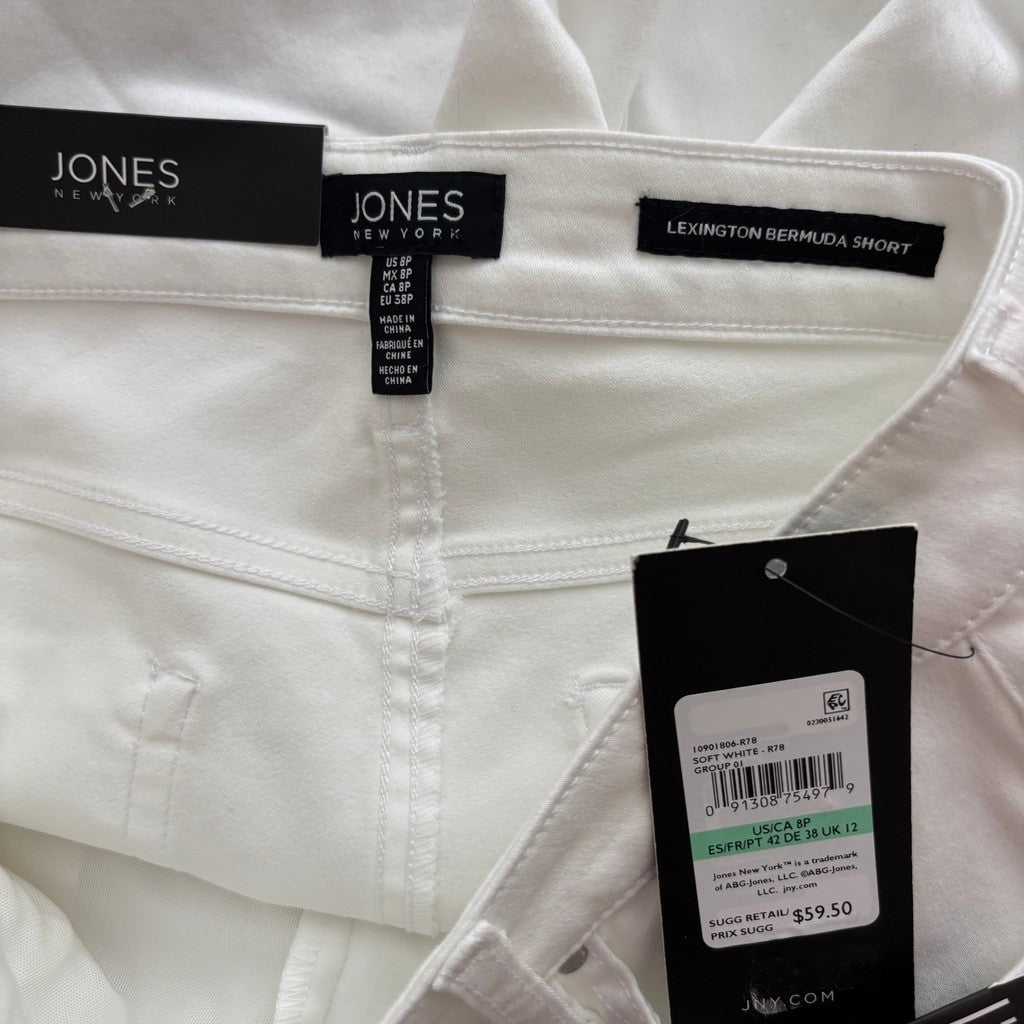 JONES
NEW YORK
JONES
NEW YORK
LEXINGTON BERMUDA SHORT
US 8P
MX 8P
CA 8P
EU 38P
MADE IN
CHINA
FABRIQUÉ EN
CHINE
HECHO EN
CHINA
0230051642
10901806-R78
SOFT WHITE - R78
GROUP 01
0 91308 75497 9
US/CA 8P
ES/FR/PT 42 DE 38 UK 12
Jones New York™ is a trademark
of ABG-Jones, LLC. ©ABG-Jones,
LLC. jny.com
SUGG RETAIL/ $59.50
PRIX SUGG
JNY.COM